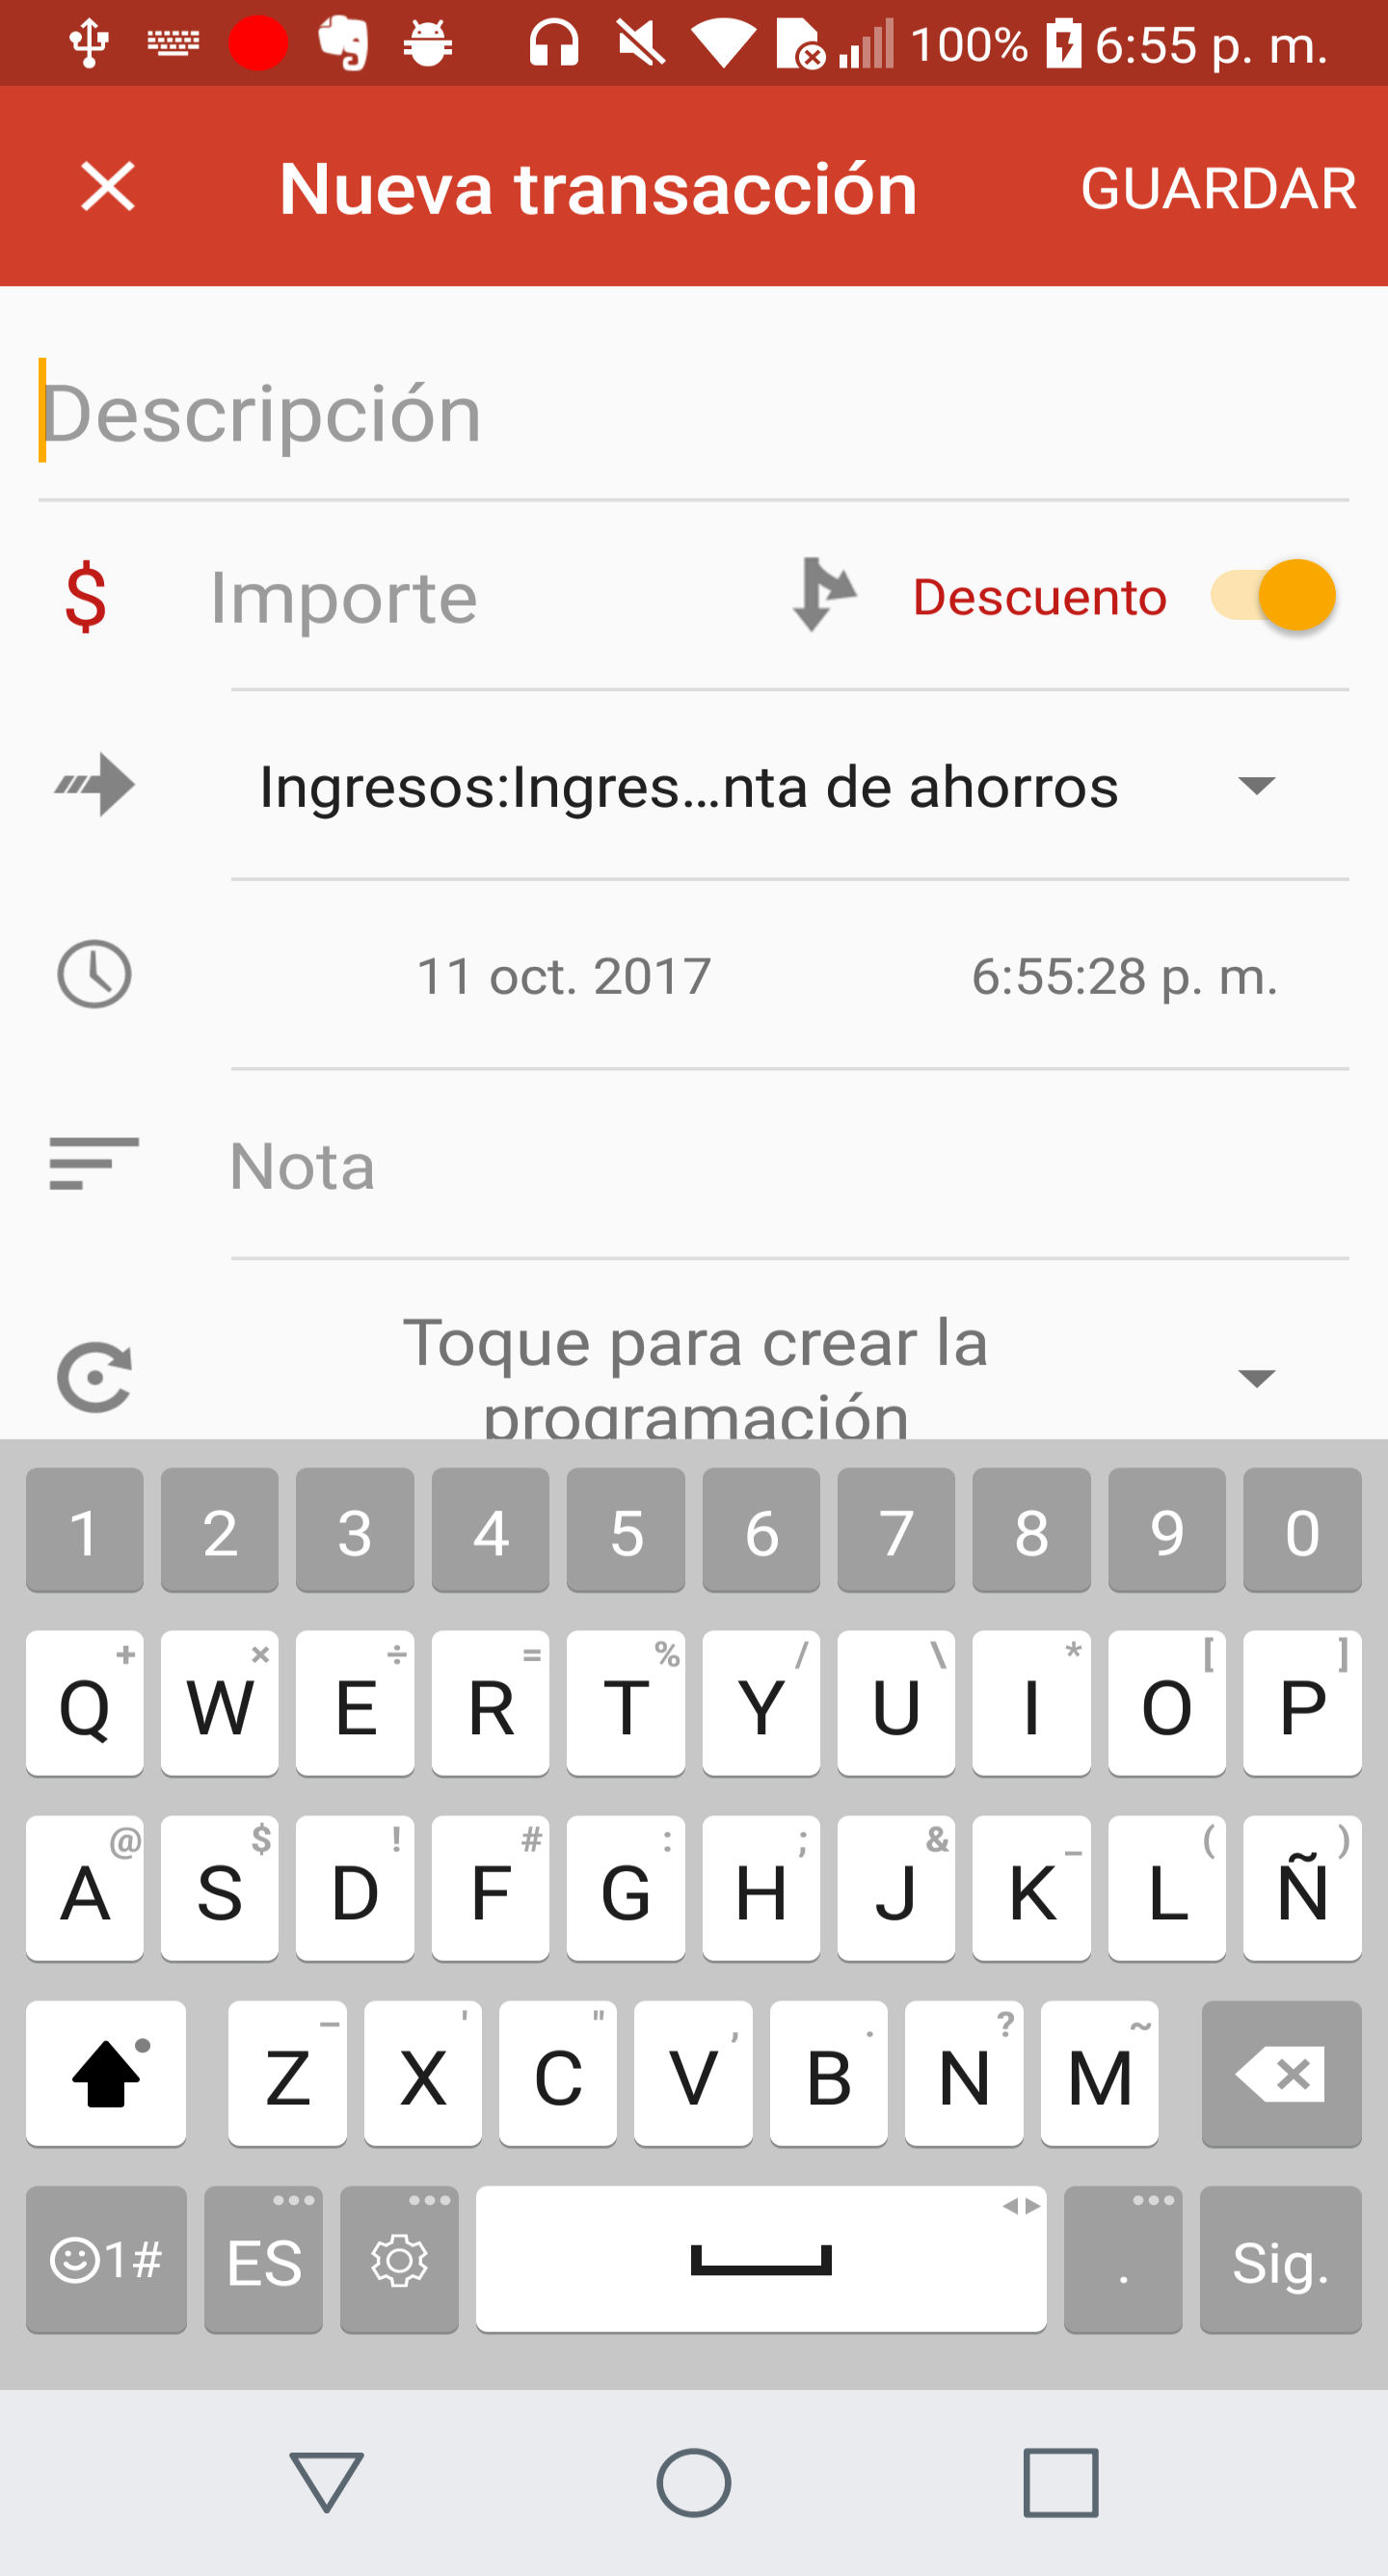 100% 6:55 p. m.
Nueva transacción GUARDAR
Descripción
$ Importe Descuento
Ingresos:Ingres...nta de ahorros
11 oct. 2017 6:55:28 p. m.
Nota
Toque para crear la
programación
1 2 3 4 5 6 7 8 9 0
+ × ÷ = % / \ * [ ]
Q W E R T Y U I O P
@ $ ! # : ; & _ ( )
A S D F G H J K L Ñ
– ' " , . ? ~
Z X C V B N M
1# ES . Sig.